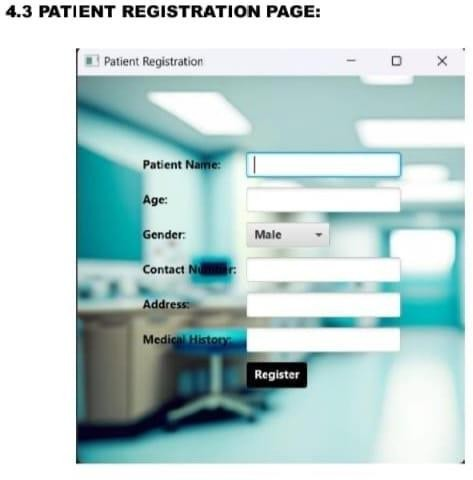 4.3 PATIENT REGISTRATION PAGE:
Patient Registration
Patient Name:
Age:
Gender: Male
Contact Number:
Address:
Medical History:
Register